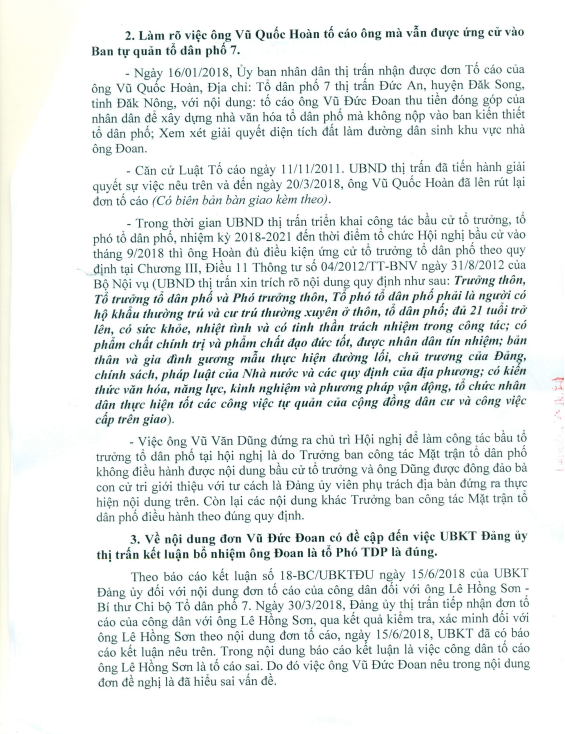 2. Làm rõ việc ông Vũ Quốc Hoàn tố cáo ông mà vẫn được ứng cử vào
Ban tự quản tổ dân phố 7.
- Ngày 16/01/2018, Ủy ban nhân dân thị trấn nhận được đơn Tố cáo của
ông Vũ Quốc Hoàn, Địa chỉ: Tổ dân phố 7 thị trấn Đức An, huyện Đăk Song,
tỉnh Đăk Nông, với nội dung: tố cáo ông Vũ Đức Đoan thu tiền đóng góp của
nhân dân để xây dựng nhà văn hóa tổ dân phố mà không nộp vào ban kiến thiết
tổ dân phố; Xem xét giải quyết diện tích đất làm đường dân sinh khu vực nhà
ông Đoan.
- Căn cứ Luật Tố cáo ngày 11/11/2011. UBND thị trấn đã tiến hành giải
quyết sự việc nêu trên và đến ngày 20/3/2018, ông Vũ Quốc Hoàn đã lên rút lại
đơn tố cáo (Có biên bản bàn giao kèm theo).
- Trong thời gian UBND thị trấn triển khai công tác bầu cử tổ trưởng, tổ
phó tổ dân phố, nhiệm kỳ 2018-2021 đến thời điểm tổ chức Hội nghị bầu cử vào
tháng 9/2018 thì ông Hoàn đủ điều kiện ứng cử tổ trưởng tổ dân phố theo quy
định tại Chương III, Điều 11 Thông tư số 04/2012/TT-BNV ngày 31/8/2012 của
Bộ Nội vụ (UBND thị trấn xin trích rõ nội dung quy định như sau: Trưởng thôn,
Tổ trưởng tổ dân phố và Phó trưởng thôn, Tổ phó tổ dân phố phải là người có
hộ khẩu thường trú và cư trú thường xuyên ở thôn, tổ dân phố; đủ 21 tuổi trở
lên, có sức khỏe, nhiệt tình và có tinh thần trách nhiệm trong công tác; có
phẩm chất chính trị và phẩm chất đạo đức tốt, được nhân dân tín nhiệm; bản
thân và gia đình gương mẫu thực hiện đường lối, chủ trương của Đảng,
chính sách, pháp luật của Nhà nước và các quy định của địa phương; có kiến
thức văn hóa, năng lực, kinh nghiệm và phương pháp vận động, tổ chức nhân
dân thực hiện tốt các công việc tự quản của cộng đồng dân cư và công việc
cấp trên giao).
- Việc ông Vũ Văn Dũng đứng ra chủ trì Hội nghị để làm công tác bầu tổ
trưởng tổ dân phố tại hội nghị là do Trưởng ban công tác Mặt trận tổ dân phố
không điều hành được nội dung bầu cử tổ trưởng và ông Dũng được đông đảo bà
con cử tri giới thiệu với tư cách là Đảng ủy viên phụ trách địa bàn đứng ra thực
hiện nội dung trên. Còn lại các nội dung khác Trưởng ban công tác Mặt trận tổ
dân phố điều hành theo đúng quy định.
3. Về nội dung đơn Vũ Đức Đoan có đề cập đến việc UBKT Đảng ủy
thị trấn kết luận bổ nhiệm ông Đoan là tổ Phó TDP là đúng.
Theo báo cáo kết luận số 18-BC/UBKTĐU ngày 15/6/2018 của UBKT
Đảng ủy đối với nội dung đơn tố cáo của công dân đối với ông Lê Hồng Sơn -
Bí thư Chi bộ Tổ dân phố 7. Ngày 30/3/2018, Đảng ủy thị trấn tiếp nhận đơn tố
cáo của công dân với ông Lê Hồng Sơn, qua kết quả kiểm tra, xác minh đối với
ông Lê Hồng Sơn theo nội dung đơn tố cáo, ngày 15/6/2018, UBKT đã có báo
cáo kết luận nêu trên. Trong nội dung báo cáo kết luận là việc công dân tố cáo
ông Lê Hồng Sơn là tố cáo sai. Do đó việc ông Vũ Đức Đoan nêu trong nội dung
đơn đề nghị là đã hiểu sai vấn đề.